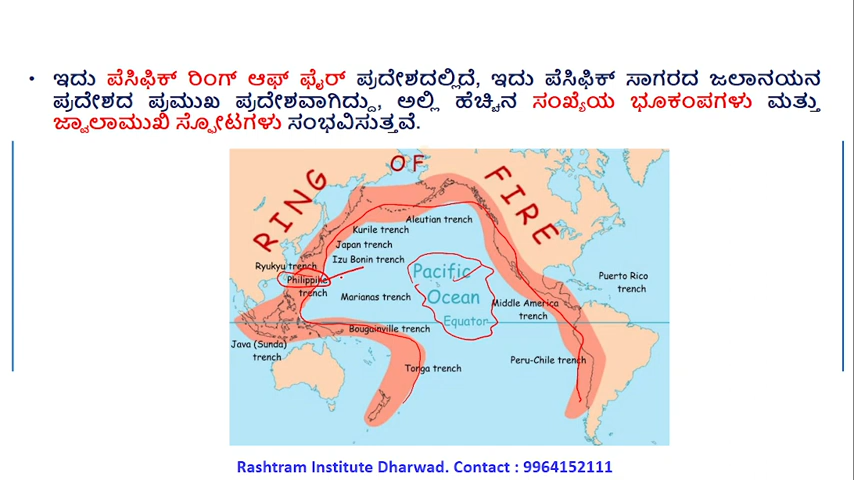 • ಇದು ಪೆಸಿಫಿಕ್ ರಿಂಗ್ ಆಫ್ ಫೈರ್ ಪ್ರದೇಶದಲ್ಲಿದೆ, ಇದು ಪೆಸಿಫಿಕ್ ಸಾಗರದ ಜಲಾನಯನ
ಪ್ರದೇಶದ ಪ್ರಮುಖ ಪ್ರದೇಶವಾಗಿದ್ದು, ಅಲ್ಲಿ ಹೆಚ್ಚಿನ ಸಂಖ್ಯೆಯ ಭೂಕಂಪಗಳು ಮತ್ತು
ಜ್ವಾಲಾಮುಖಿ ಸ್ಫೋಟಗಳು ಸಂಭವಿಸುತ್ತವೆ.
RING OF FIRE
Aleutian trench
Kurile trench
Japan trench
Izu Bonin trench
Ryukyu trench
Philippine
trench
Pacific
Ocean
Equator
Marianas trench
Puerto Rico
trench
Middle America
trench
Bougainville trench
Java (Sunda)
trench
Tonga trench
Peru-Chile trench
Rashtram Institute Dharwad. Contact : 9964152111